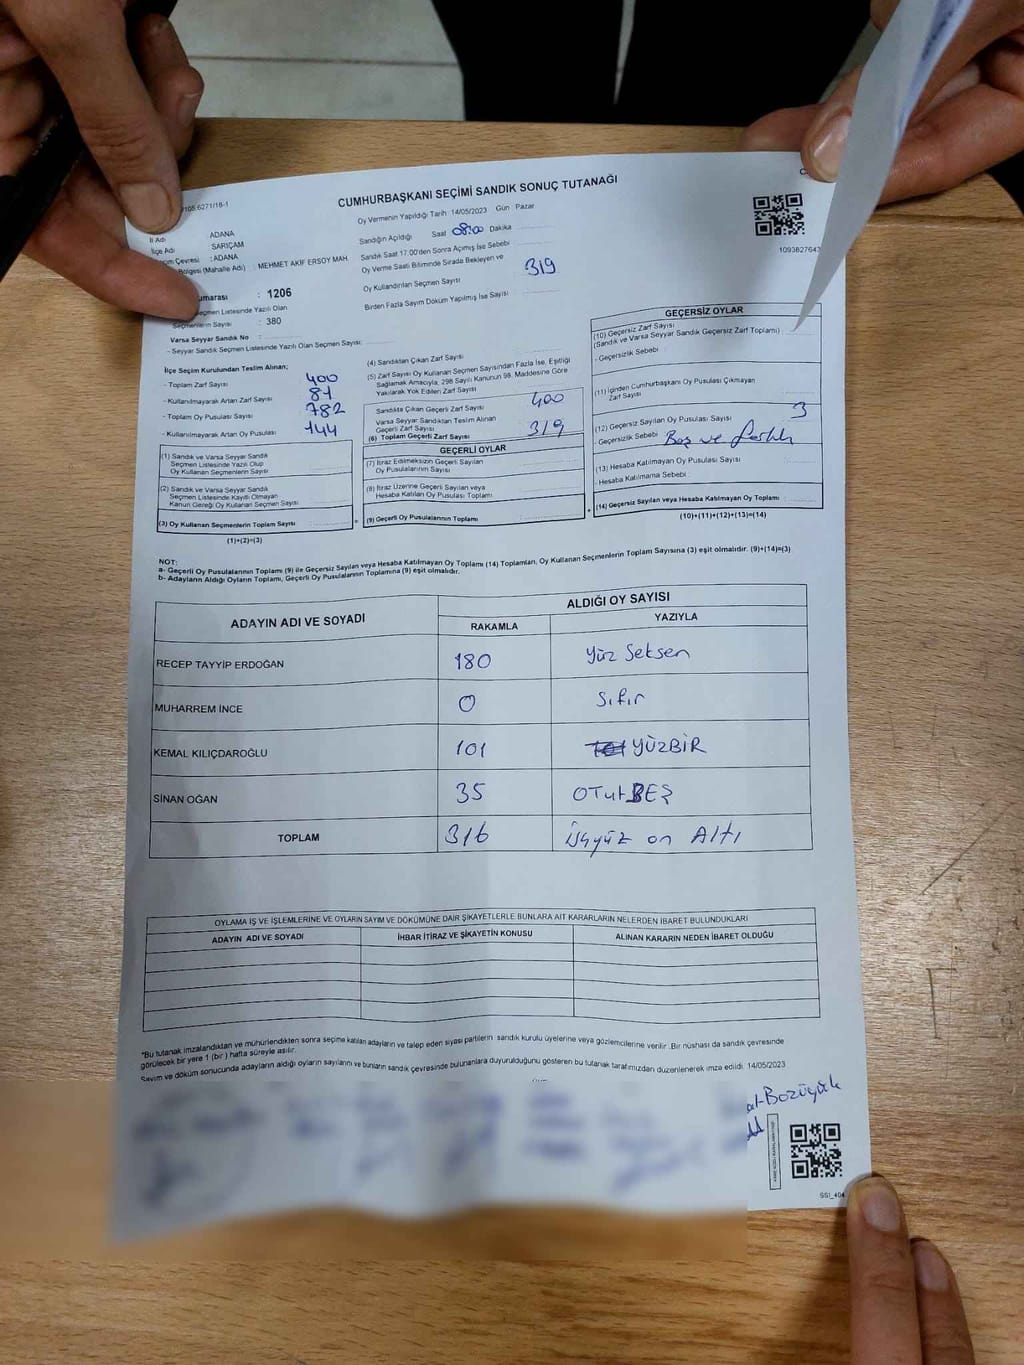 CUMHURBAŞKANI SEÇİMİ SANDIK SONUÇ TUTANAĞI
Oy Vermenin Yapıldığı Tarih 14/05/2023 Gün : Pazar
İl Adı ADANA
İlçe Adı SARIÇAM
Çevresi : ADANA
Bölgesi (Mahalle Adı) : MEHMET AKİF ERSOY MAH
: 1206
Seçmen Listesinde Yazılı Olan
Seçmenlerin Sayısı : 380
Varsa Seyyar Sandık No :
- Seyyar Sandık Seçmen Listesinde Yazılı Olan Seçmen Sayısı
Sandığın Açıldığı Saat 08:00 Dakika
Sandık Saat 17.00'den Sonra Açılmış İse Sebebi
Oy Verme Saati Bitiminde Sırada Bekleyen ve
Oy Kullandırılan Seçmen Sayısı 319
Birden Fazla Sayım Döküm Yapılmış İse Sayısı
1093827643
İlçe Seçim Kurulundan Teslim Alınan;
- Toplam Zarf Sayısı 400
- Kullanılmayarak Artan Zarf Sayısı 81
- Toplam Oy Pusulası Sayısı 782
- Kullanılmayarak Artan Oy Pusulası 144
(1) Sandık ve Varsa Seyyar Sandık
Seçmen Listesinde Yazılı Olup
Oy Kullanan Seçmenlerin Sayısı
(2) Sandık ve Varsa Seyyar Sandık
Seçmen Listesinde Kayıtlı Olmayan
Kanun Gereği Oy Kullanan Seçmen Sayısı
(3) Oy Kullanan Seçmenlerin Toplam Sayısı
(1)+(2)=(3)
(4) Sandıktan Çıkan Zarf Sayısı
(5) Zarf Sayısı Oy Kullanan Seçmen Sayısından Fazla İse, Eşitliği
Sağlamak Amacıyla, 298 Sayılı Kanunun 98. Maddesine Göre
Yakılarak Yok Edilen Zarf Sayısı
Sandıkta Çıkan Geçerli Zarf Sayısı 400
Varsa Seyyar Sandıktan Teslim Alınan
Geçerli Zarf Sayısı
(6) Toplam Geçerli Zarf Sayısı 319
GEÇERLİ OYLAR
(7) İtiraz Edilmeksizin Geçerli Sayılan
Oy Pusulalarının Sayısı
(8) İtiraz Üzerine Geçerli Sayılan veya
Hesaba Katılan Oy Pusulası Toplamı
(9) Geçerli Oy Pusulalarının Toplamı
GEÇERSİZ OYLAR
(10) Geçersiz Zarf Sayısı
(Sandık ve Varsa Seyyar Sandık Geçersiz Zarf Toplamı)
- Geçersizlik Sebebi
(11) İçinden Cumhurbaşkanı Oy Pusulası Çıkmayan
Zarf Sayısı
(12) Geçersiz Sayılan Oy Pusulası Sayısı 3
- Geçersizlik Sebebi Boş ve farklı
(13) Hesaba Katılmayan Oy Pusulası Sayısı
- Hesaba Katılmama Sebebi
(14) Geçersiz Sayılan veya Hesaba Katılmayan Oy Toplamı
(10)+(11)+(12)+(13)=(14)
NOT:
a- Geçerli Oy Pusulalarının Toplamı (9) ile Geçersiz Sayılan veya Hesaba Katılmayan Oy Toplamı (14) Toplamları, Oy Kullanan Seçmenlerin Toplam Sayısına (3) eşit olmalıdır. (9)+(14)=(3)
b- Adayların Aldığı Oyların Toplamı, Geçerli Oy Pusulalarının Toplamına (9) eşit olmalıdır.
ADAYIN ADI VE SOYADI ALDIĞI OY SAYISI
RAKAMLA YAZIYLA
RECEP TAYYİP ERDOĞAN 180 Yüz Seksen
MUHARREM İNCE 0 Sıfır
KEMAL KILIÇDAROĞLU 101 YÜZBİR
SİNAN OĞAN 35 OTUZBEŞ
TOPLAM 316 Üçyüz on Altı
OYLAMA İŞ VE İŞLEMLERİNE VE OYLARIN SAYIM VE DÖKÜMÜNE DAİR ŞİKAYETLERLE BUNLARA AİT KARARLARIN NELERDEN İBARET BULUNDUKLARI
ADAYIN ADI VE SOYADI İHBAR İTİRAZ VE ŞİKAYETİN KONUSU ALINAN KARARIN NEDEN İBARET OLDUĞU
*Bu tutanak imzalandıktan ve mühürlendikten sonra seçime katılan adayların ve talep eden siyasi partilerin sandık kurulu üyelerine veya gözlemcilerine verilir. Bir nüshası da sandık çevresinde
görülecek bir yere 1 (bir) hafta süreyle asılır.
Sayım ve döküm sonucunda adayların aldığı oyların sayılarını ve bunların sandık çevresinde bulunanlara duyurulduğunu gösteren bu tutanak tarafımızdan düzenlenerek imza edildi. 14/05/2023
Bozüyük